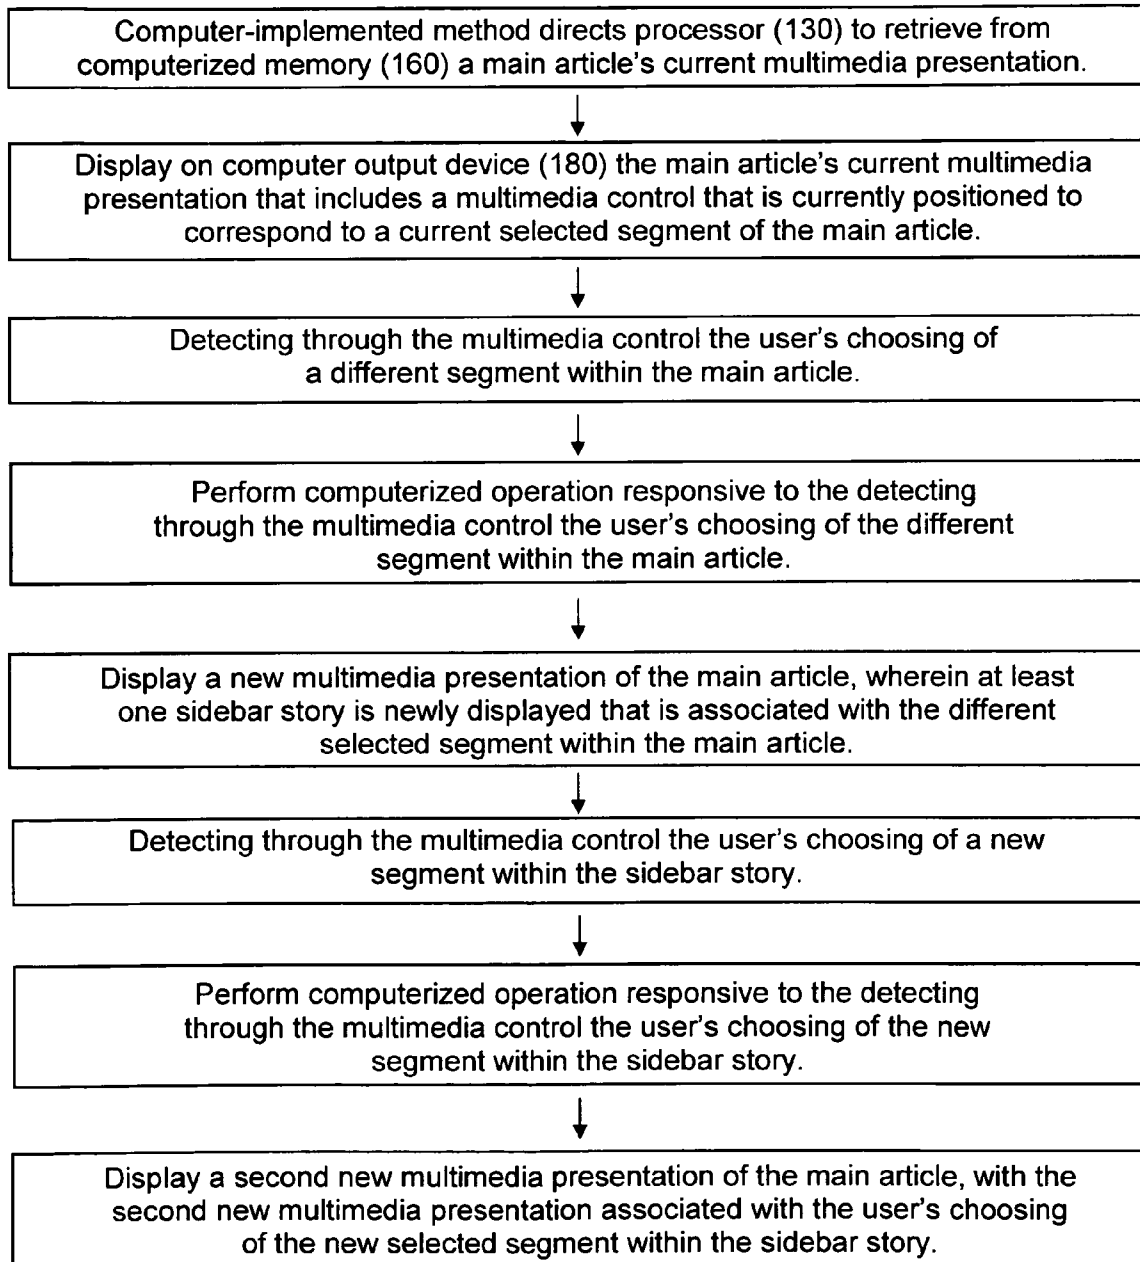 Computer-implemented method directs processor (130) to retrieve from
computerized memory (160) a main article's current multimedia presentation.
Display on computer output device (180) the main article's current multimedia
presentation that includes a multimedia control that is currently positioned to
correspond to a current selected segment of the main article.
Detecting through the multimedia control the user's choosing of
a different segment within the main article.
Perform computerized operation responsive to the detecting
through the multimedia control the user's choosing of the different
segment within the main article.
Display a new multimedia presentation of the main article, wherein at least
one sidebar story is newly displayed that is associated with the different
selected segment within the main article.
Detecting through the multimedia control the user's choosing of a new
segment within the sidebar story.
Perform computerized operation responsive to the detecting
through the multimedia control the user's choosing of the new
segment within the sidebar story.
Display a second new multimedia presentation of the main article, with the
second new multimedia presentation associated with the user's choosing
of the new selected segment within the sidebar story.